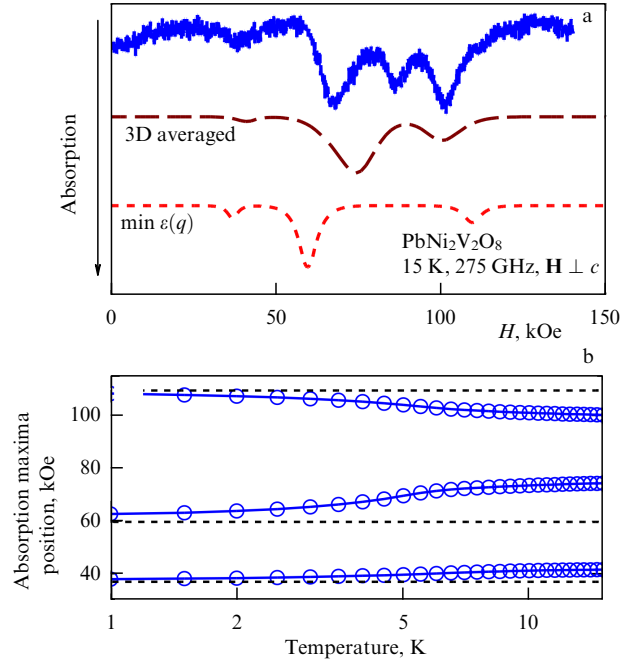 a
Absorption
3D averaged
min ε(q)
PbNi₂V₂O₈
15 K, 275 GHz, H ⊥ c
0 50 100 150
H, kOe
b
Absorption maxima
position, kOe
100
80
60
40
1 2 5 10
Temperature, K